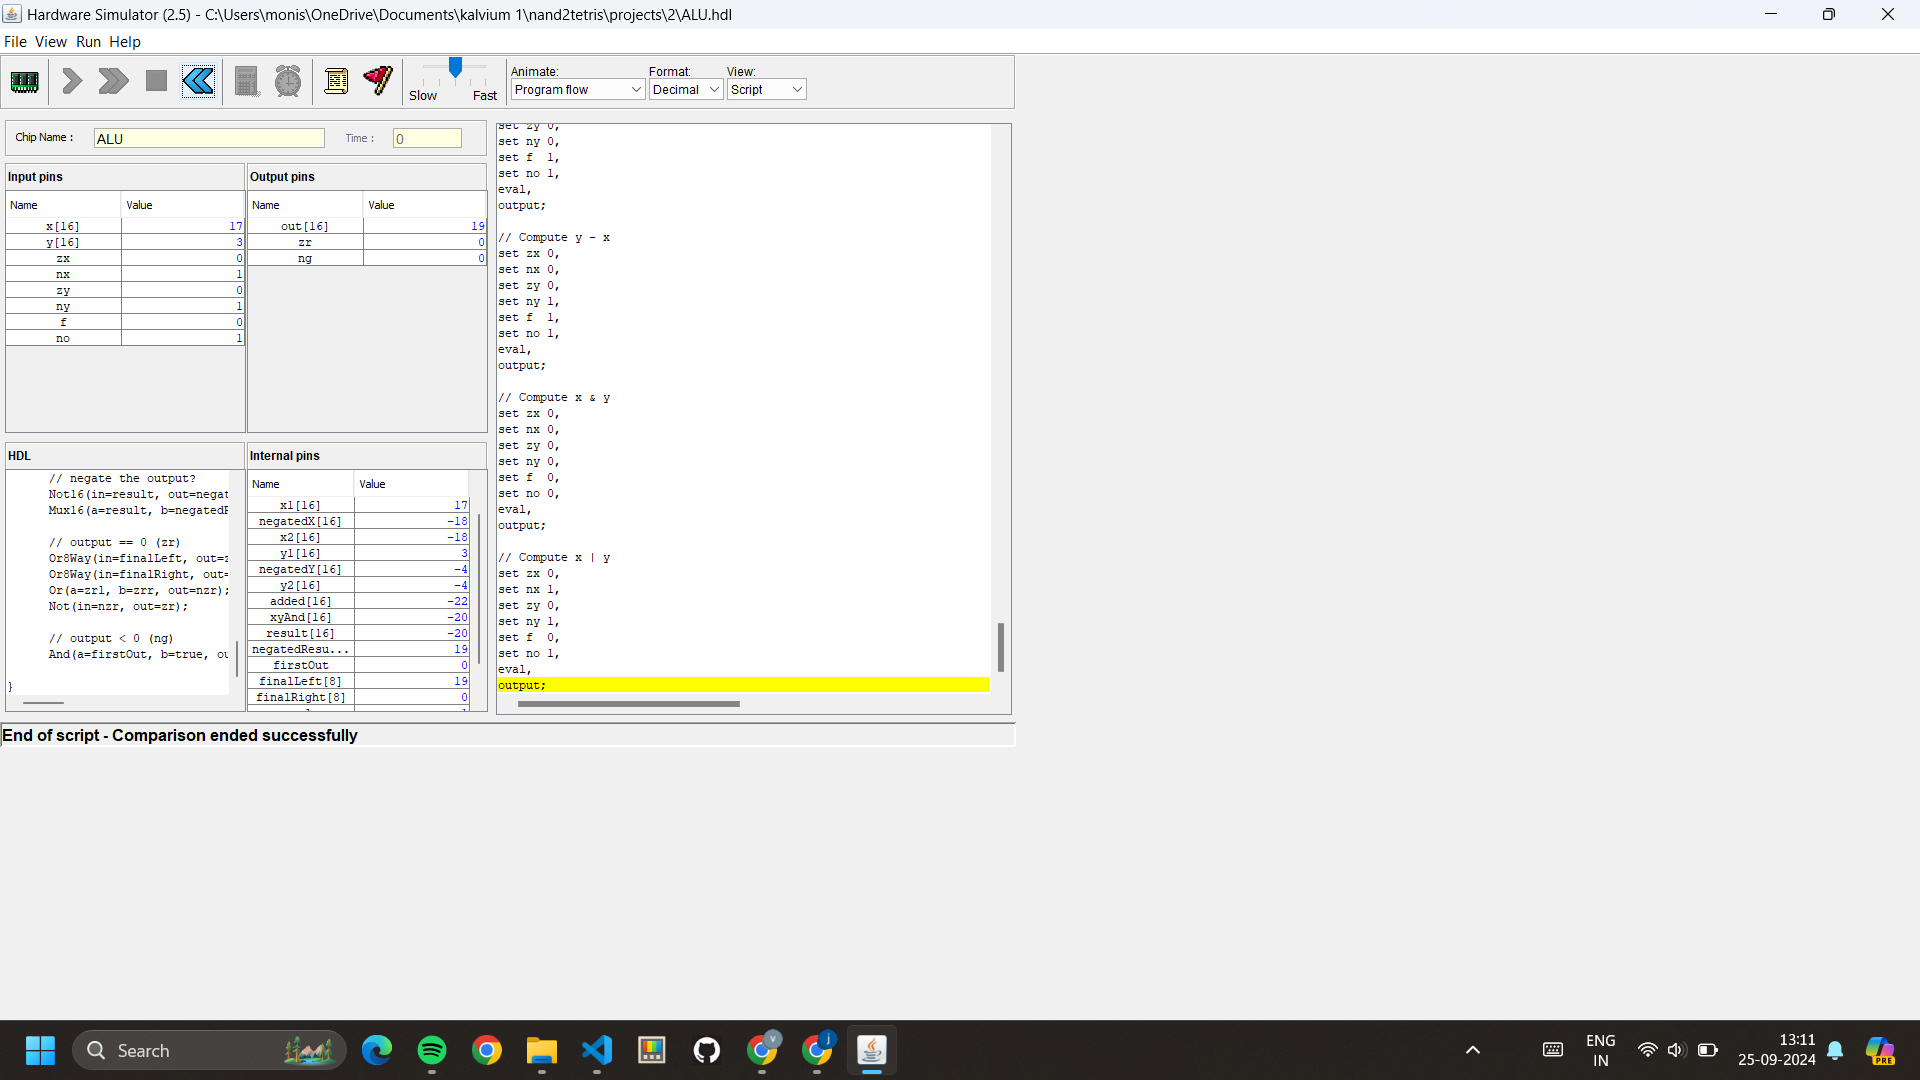 Hardware Simulator (2.5) - C:\Users\monis\OneDrive\Documents\kalvium 1\nand2tetris\projects\2\ALU.hdl
File View Run Help
Slow Fast
Animate: Format: View:
Program flow Decimal Script
Chip Name : ALU Time : 0
Input pins
Name Value
x[16] 17
y[16] 3
zx 0
nx 1
zy 0
ny 1
f 0
no 1
Output pins
Name Value
out[16] 19
zr 0
ng 0
HDL
// negate the output?
Not16(in=result, out=negat
Mux16(a=result, b=negatedR
// output == 0 (zr)
Or8Way(in=finalLeft, out=z
Or8Way(in=finalRight, out=
Or(a=zrl, b=zrr, out=nzr);
Not(in=nzr, out=zr);
// output < 0 (ng)
And(a=firstOut, b=true, ou
}
Internal pins
Name Value
x1[16] 17
negatedX[16] -18
x2[16] -18
y1[16] 3
negatedY[16] -4
y2[16] -4
added[16] -22
xyAnd[16] -20
result[16] -20
negatedResu... 19
firstOut 0
finalLeft[8] 19
finalRight[8] 0
set zy 0,
set ny 0,
set f 1,
set no 1,
eval,
output;
// Compute y - x
set zx 0,
set nx 0,
set zy 0,
set ny 1,
set f 1,
set no 1,
eval,
output;
// Compute x & y
set zx 0,
set nx 0,
set zy 0,
set ny 0,
set f 0,
set no 0,
eval,
output;
// Compute x | y
set zx 0,
set nx 1,
set zy 0,
set ny 1,
set f 0,
set no 1,
eval,
output;
End of script - Comparison ended successfully
Search
V
j
ENG
IN
13:11
25-09-2024
PRE